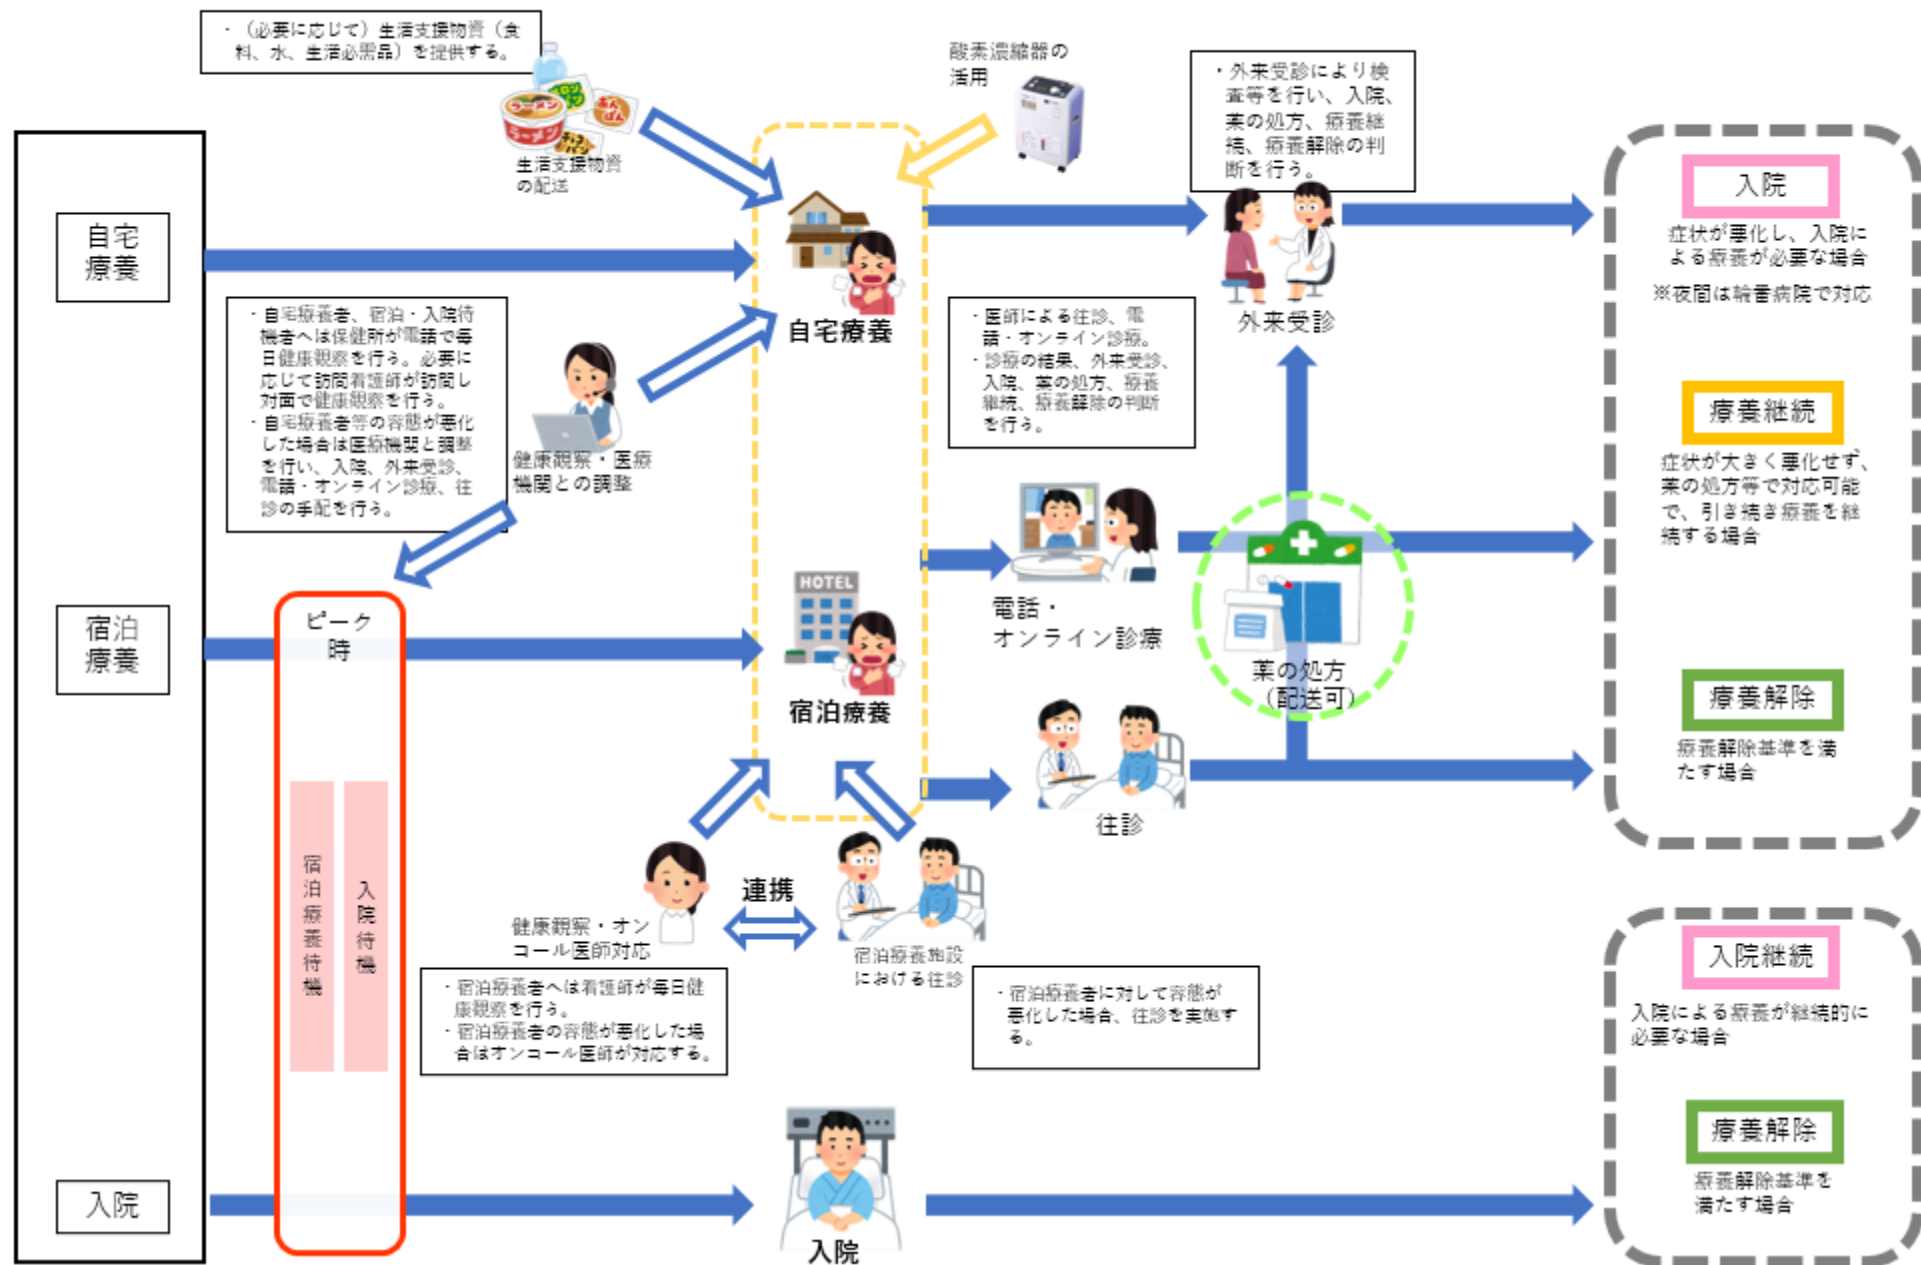 ・（必要に応じて）生活支援物資（食
料、水、生活必需品）を提供する。
ラーメン
ラーメン
メロン
パン
あん
ぱん
チョコ
パン
生活支援物資
の配送
酸素濃縮器の
活用
・外来受診により検
査等を行い、入院、
薬の処方、療養継
続、療養解除の判
断を行う。
自宅
療養
自宅療養
外来受診
入院
症状が悪化し、入院に
よる療養が必要な場合
※夜間は輪番病院で対応
・自宅療養者、宿泊・入院待
機者へは保健所が電話で毎
日健康観察を行う。必要に
応じて訪問看護師が訪問し
対面で健康観察を行う。
・自宅療養者等の容態が悪化
した場合は医療機関と調整
を行い、入院、外来受診、
電話・オンライン診療、往
診の手配を行う。
健康観察・医療
機関との調整
・医師による往診、電
話・オンライン診療。
・診療の結果、外来受診、
入院、薬の処方、療養
継続、療養解除の判断
を行う。
療養継続
症状が大きく悪化せず、
薬の処方等で対応可能
で、引き続き療養を継
続する場合
宿泊
療養
ピーク
時
HOTEL
宿泊療養
電話・
オンライン診療
薬の処方
（配送可）
療養解除
療養解除基準を満
たす場合
往診
宿泊療養待機
入院待機
健康観察・オン
コール医師対応
連携
宿泊療養施設
における往診
・宿泊療養者へは看護師が毎日健
康観察を行う。
・宿泊療養者の容態が悪化した場
合はオンコール医師が対応する。
・宿泊療養者に対して容態が
悪化した場合、往診を実施す
る。
入院継続
入院による療養が継続的に
必要な場合
療養解除
療養解除基準を
満たす場合
入院
入院